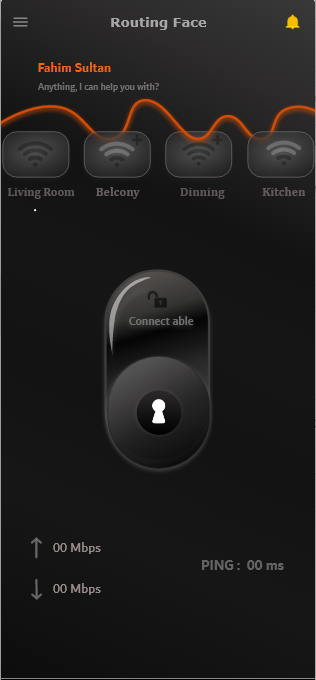 Routing Face
Fahim Sultan
Anything, I can help you with?
Living Room Belcony Dinning Kitchen
Connect able
00 Mbps
PING : 00 ms
00 Mbps